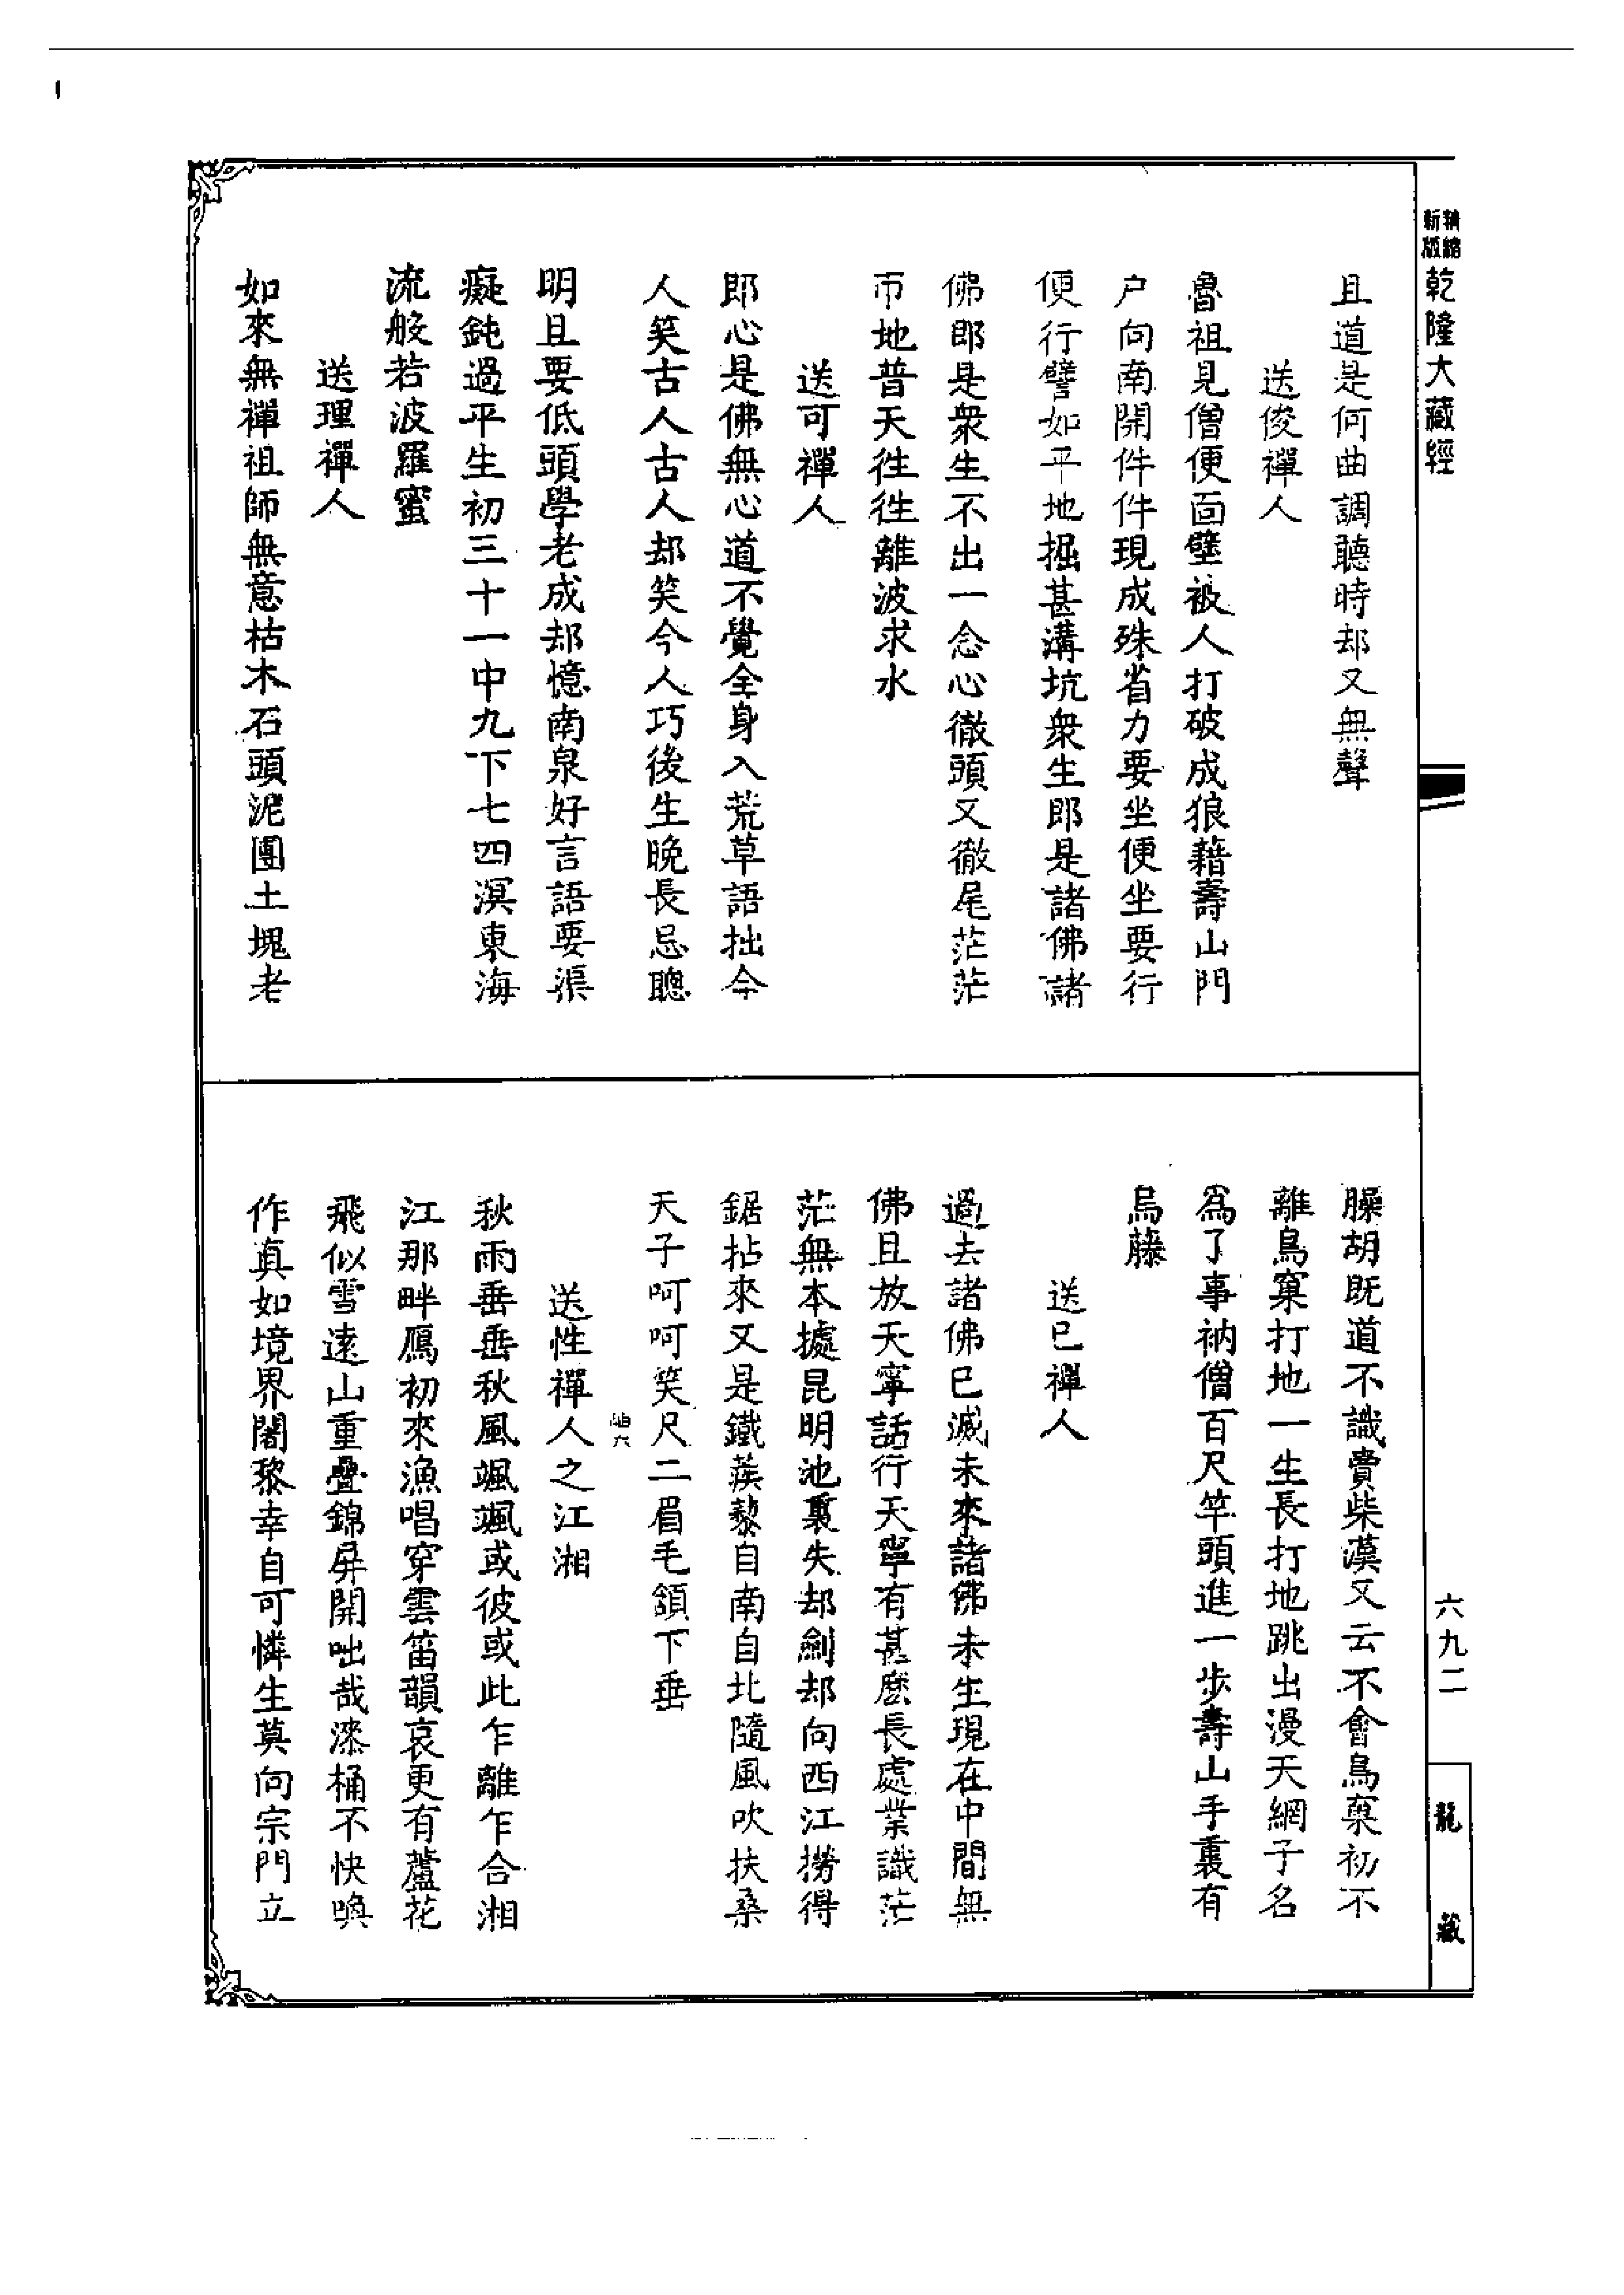 精縮
新版
乾隆大藏經
且道是何曲調聽時却又無聲
送俊禪人
魯祖見僧便面壁被人打破成狼藉壽山門
户向南開件件現成殊省力要坐便坐要行
便行譬如平地掘甚溝坑衆生即是諸佛諸
佛即是衆生不出一念心徹頭又徹尾茫茫
帀地普天徃徃離波求水
送可禪人
即心是佛無心道不覺全身入荒草語拙今
人笑古人古人却笑今人巧後生晚長忌聰
明且要低頭學老成却憶南泉好言語要渠
癡鈍過平生初三十一中九下七四溟東海
流般若波羅蜜
送理禪人
如來無禪祖師無意枯木石頭泥團土塊老
臊胡既道不識賣柴漢又云不會鳥窠初不
離鳥窠打地一生長打地跳出漫天網子名
爲了事衲僧百尺竿頭進一步壽山手裏有
烏藤
送已禪人
過去諸佛已滅未來諸佛未生現在中間無
佛且放天寧話行天寧有甚麽長處業識茫
茫無本據昆明池裏失却劍却向西江撈得
鋸拈來又是鐵蒺藜自南自北隨風吹扶桑
天子呵呵笑尺二眉毛頷下垂
六
送性禪人之江湘
秋雨垂垂秋風颯颯或彼或此乍離乍合湘
江那畔鴈初來漁唱穿雲笛韻哀更有蘆花
飛似雪遠山重疊錦屏開咄哉漆桶不快喚
作真如境界闍黎幸自可憐生莫向宗門立
六九二
龍藏